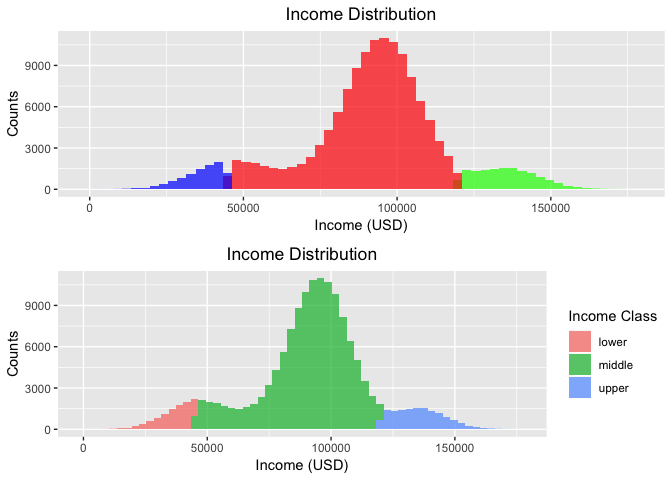 Income Distribution
9000
6000
3000
0
Counts
0 50000 100000 150000
Income (USD)
Income Distribution
9000
6000
3000
0
Counts
0 50000 100000 150000
Income (USD)
Income Class
lower
middle
upper